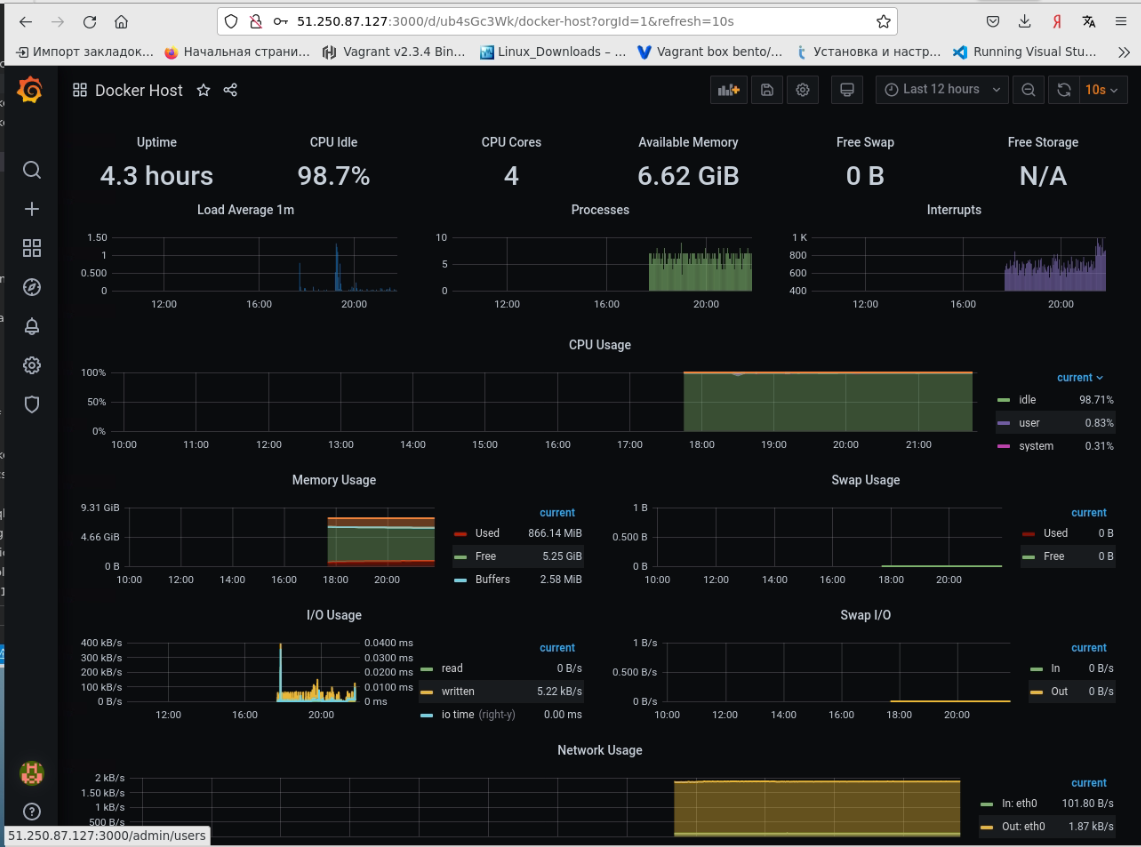 51.250.87.127:3000/d/ub4sGc3Wk/docker-host?orgId=1&refresh=10s
Импорт закладок… Начальная страни… Vagrant v2.3.4 Bin… Linux_Downloads – … Vagrant box bento/… Установка и настр… Running Visual Stu…
Docker Host
Last 12 hours
10s
Uptime CPU Idle CPU Cores Available Memory Free Swap Free Storage
4.3 hours 98.7% 4 6.62 GiB 0 B N/A
Load Average 1m
1.50
1
0.500
0
12:00 16:00 20:00
Processes
10
5
0
12:00 16:00 20:00
Interrupts
1 K
800
600
400
12:00 16:00 20:00
CPU Usage
100%
50%
0%
10:00 11:00 12:00 13:00 14:00 15:00 16:00 17:00 18:00 19:00 20:00 21:00
current
idle 98.71%
user 0.83%
system 0.31%
Memory Usage
9.31 GiB
4.66 GiB
0 B
10:00 12:00 14:00 16:00 18:00 20:00
current
Used 866.14 MiB
Free 5.25 GiB
Buffers 2.58 MiB
Swap Usage
1 B
0.500 B
0 B
10:00 12:00 14:00 16:00 18:00 20:00
current
Used 0 B
Free 0 B
I/O Usage
400 kB/s 0.0400 ms
300 kB/s 0.0300 ms
200 kB/s 0.0200 ms
100 kB/s 0.0100 ms
0 B/s 0 ms
12:00 16:00 20:00
current
read 0 B/s
written 5.22 kB/s
io time (right-y) 0.00 ms
Swap I/O
1 B/s
0.500 B/s
0 B/s
10:00 12:00 14:00 16:00 18:00 20:00
current
In 0 B/s
Out 0 B/s
Network Usage
2 kB/s
1.50 kB/s
1 kB/s
500 B/s
current
In: eth0 101.80 B/s
Out: eth0 1.87 kB/s
51.250.87.127:3000/admin/users